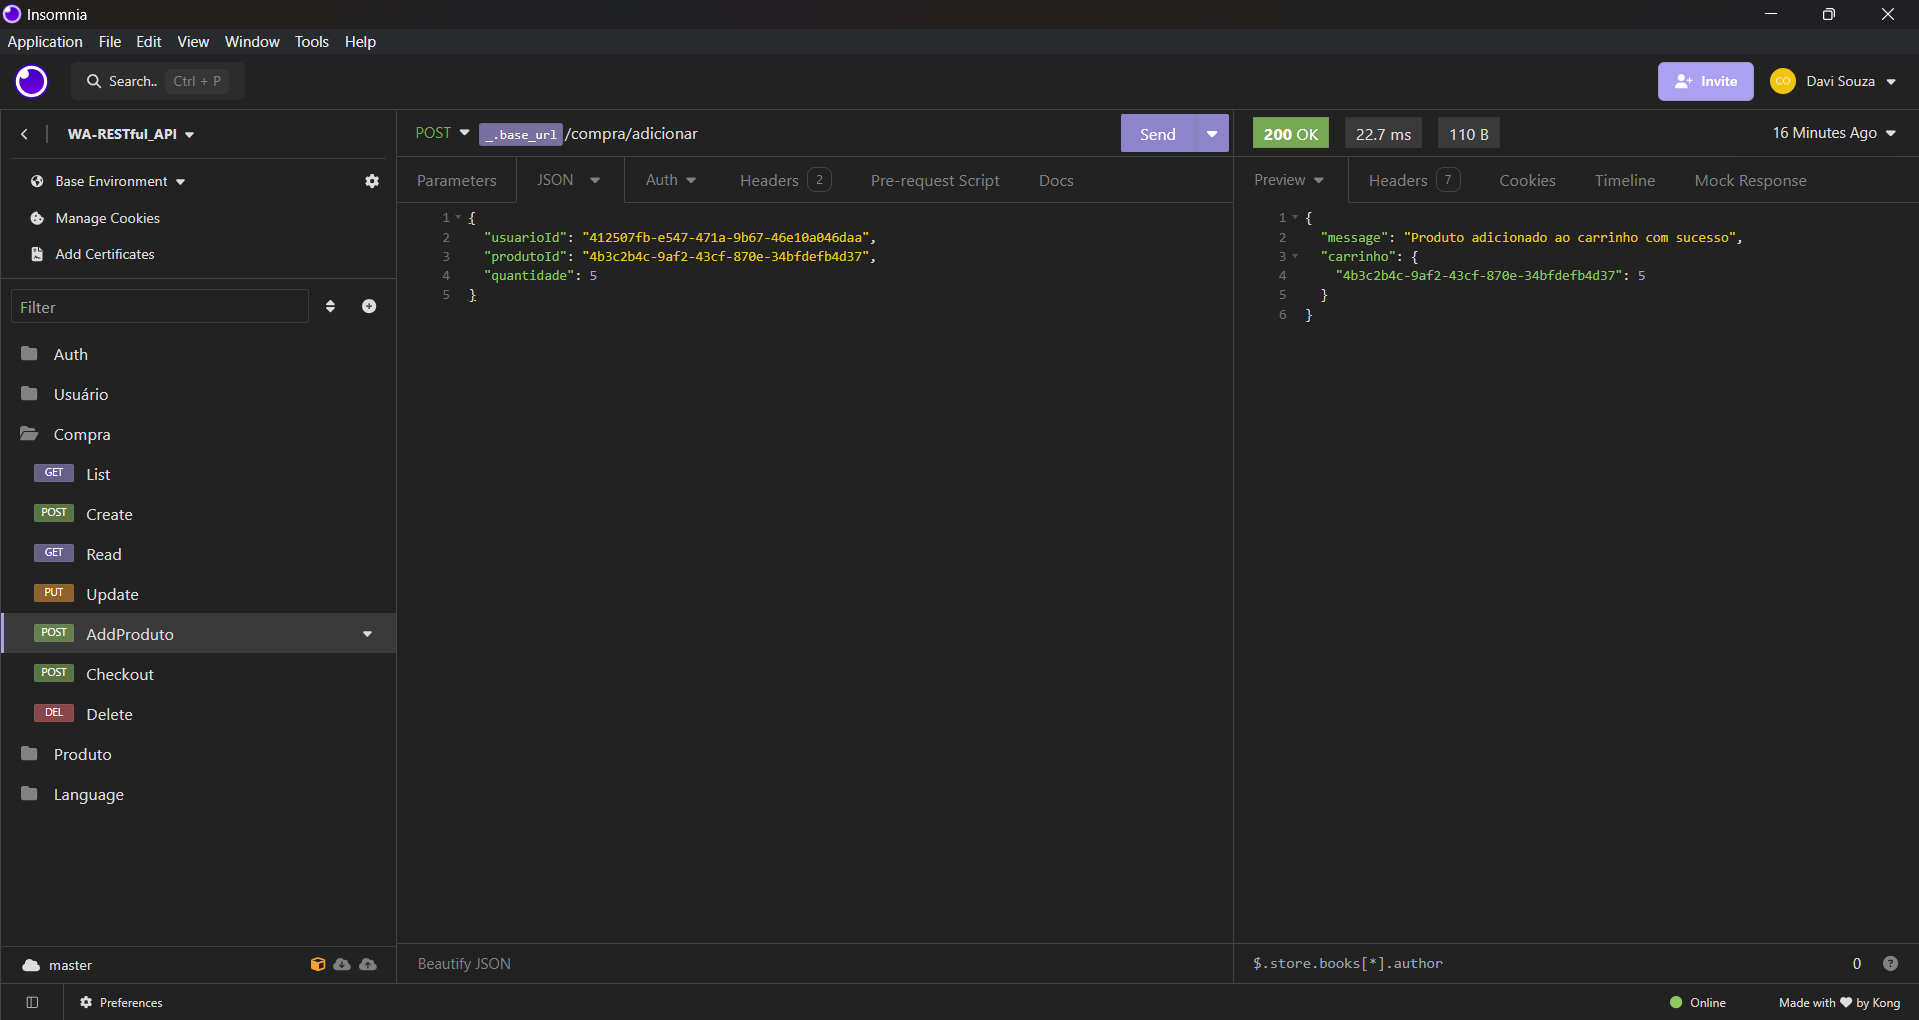 Insomnia
Application File Edit View Window Tools Help
Search.. Ctrl + P
Invite
CO
Davi Souza
WA-RESTful_API
Base Environment
Manage Cookies
Add Certificates
Filter
Auth
Usuário
Compra
GET List
POST Create
GET Read
PUT Update
POST AddProduto
POST Checkout
DEL Delete
Produto
Language
master
Preferences
POST _.base_url/compra/adicionar
Send
Parameters JSON Auth Headers 2 Pre-request Script Docs
1 {
2 "usuarioId": "412507fb-e547-471a-9b67-46e10a046daa",
3 "produtoId": "4b3c2b4c-9af2-43cf-870e-34bfdefb4d37",
4 "quantidade": 5
5 }
Beautify JSON
200 OK 22.7 ms 110 B 16 Minutes Ago
Preview Headers 7 Cookies Timeline Mock Response
1 {
2 "message": "Produto adicionado ao carrinho com sucesso",
3 "carrinho": {
4 "4b3c2b4c-9af2-43cf-870e-34bfdefb4d37": 5
5 }
6 }
$.store.books[*].author 0 ?
Online
Made with ❤ by Kong